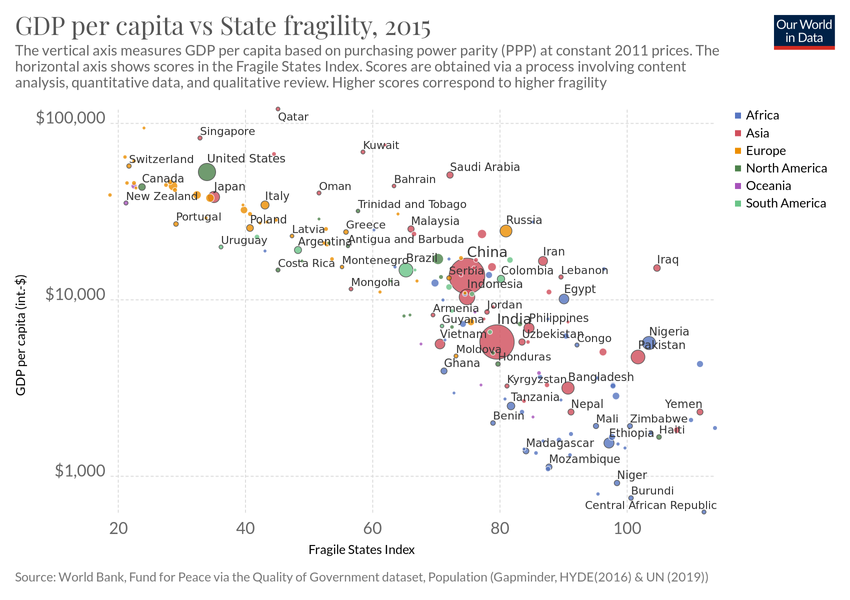 GDP per capita vs State fragility, 2015
Our World
in Data
The vertical axis measures GDP per capita based on purchasing power parity (PPP) at constant 2011 prices. The
horizontal axis shows scores in the Fragile States Index. Scores are obtained via a process involving content
analysis, quantitative data, and qualitative review. Higher scores correspond to higher fragility
$100,000
Qatar
Africa
Singapore
Asia
Kuwait
Europe
Switzerland
United States
Saudi Arabia
North America
Canada
Japan
Oman
Bahrain
Oceania
New Zealand
Italy
Trinidad and Tobago
South America
Portugal
Poland
Latvia
Greece
Malaysia
Russia
Uruguay
Argentina
Antigua and Barbuda
Costa Rica
Montenegro
Brazil
China
Iran
Iraq
Serbia
Colombia
Lebanon
Mongolia
Indonesia
Egypt
$10,000
GDP per capita (int.-$)
Armenia
Jordan
Guyana
India
Philippines
Vietnam
Uzbekistan
Congo
Nigeria
Moldova
Honduras
Pakistan
Ghana
Kyrgyzstan
Bangladesh
Tanzania
Nepal
Yemen
Benin
Mali
Zimbabwe
Ethiopia
Haiti
Madagascar
Mozambique
$1,000
Niger
Burundi
Central African Republic
20
40
60
80
100
Fragile States Index
Source: World Bank, Fund for Peace via the Quality of Government dataset, Population (Gapminder, HYDE(2016) & UN (2019))